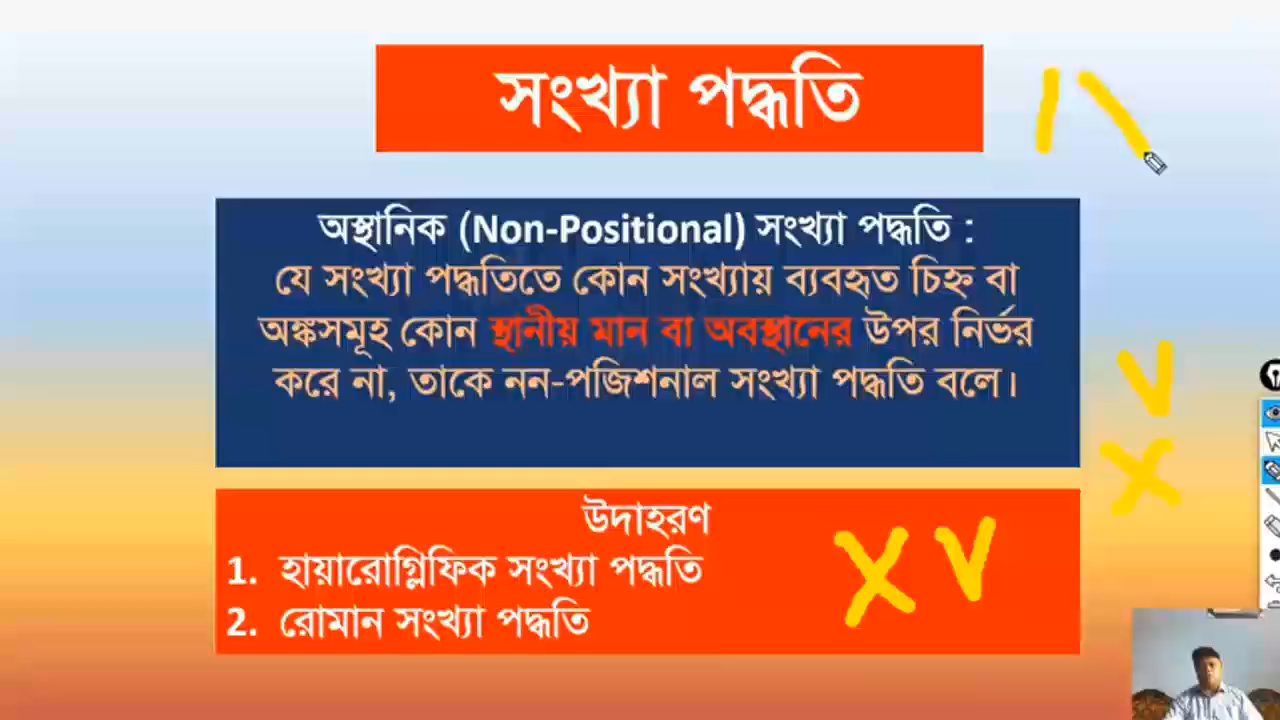 সংখ্যা পদ্ধতি
অস্থানিক (Non-Positional) সংখ্যা পদ্ধতি :
যে সংখ্যা পদ্ধতিতে কোন সংখ্যায় ব্যবহৃত চিহ্ন বা
অঙ্কসমূহ কোন স্থানীয় মান বা অবস্থানের উপর নির্ভর
করে না, তাকে নন-পজিশনাল সংখ্যা পদ্ধতি বলে।
V
X
উদাহরণ
XV
1. হায়ারোগ্লিফিক সংখ্যা পদ্ধতি
2. রোমান সংখ্যা পদ্ধতি